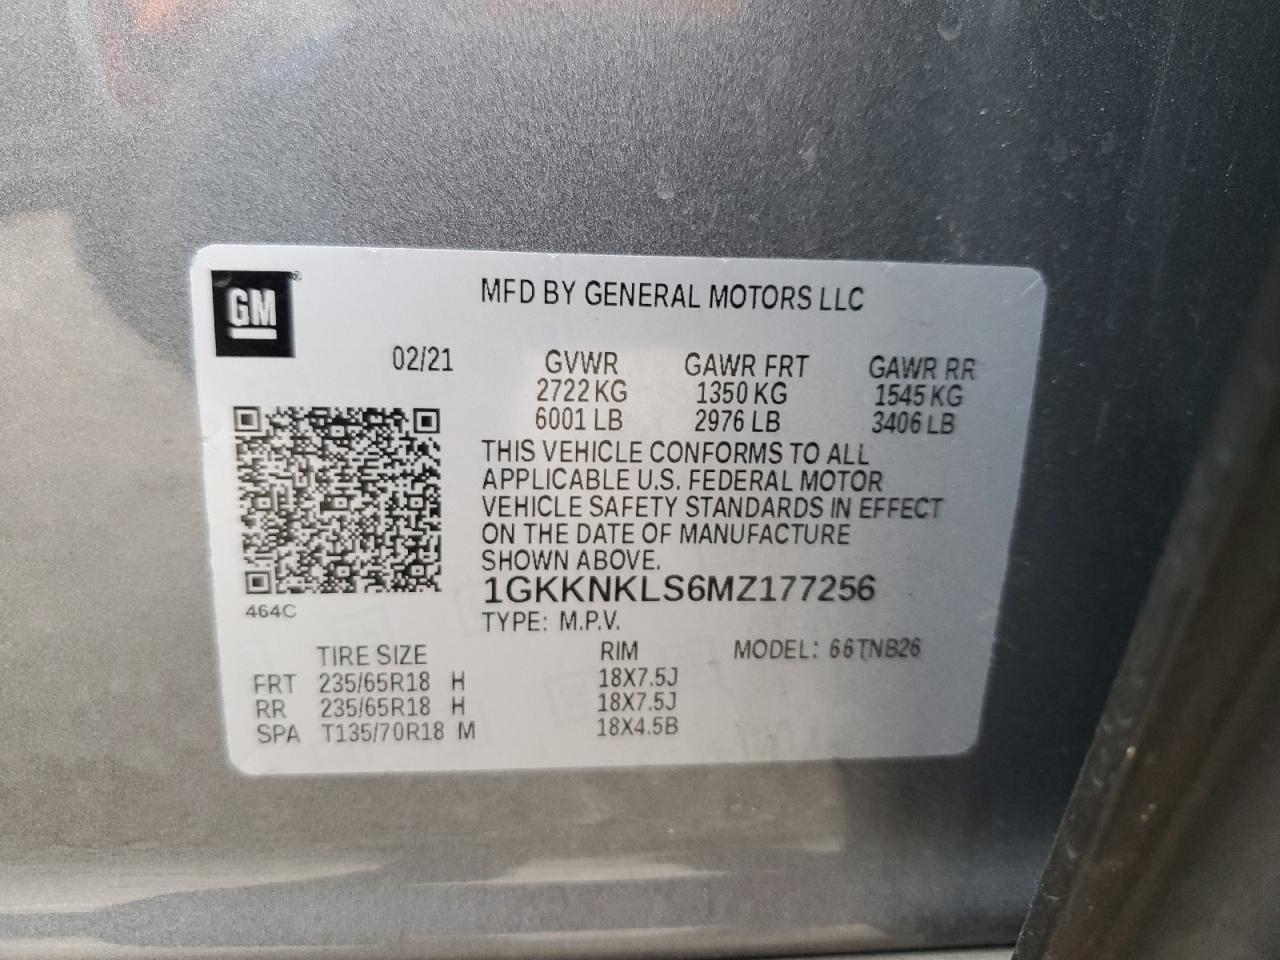 GM
MFD BY GENERAL MOTORS LLC
02/21 GVWR GAWR FRT GAWR RR
2722 KG 1350 KG 1545 KG
6001 LB 2976 LB 3406 LB
THIS VEHICLE CONFORMS TO ALL
APPLICABLE U.S. FEDERAL MOTOR
VEHICLE SAFETY STANDARDS IN EFFECT
ON THE DATE OF MANUFACTURE
SHOWN ABOVE.
1GKKNKLS6MZ177256
464C
TYPE: M.P.V.
TIRE SIZE RIM MODEL: 66TNB26
FRT 235/65R18 H 18X7.5J
RR 235/65R18 H 18X7.5J
SPA T135/70R18 M 18X4.5B